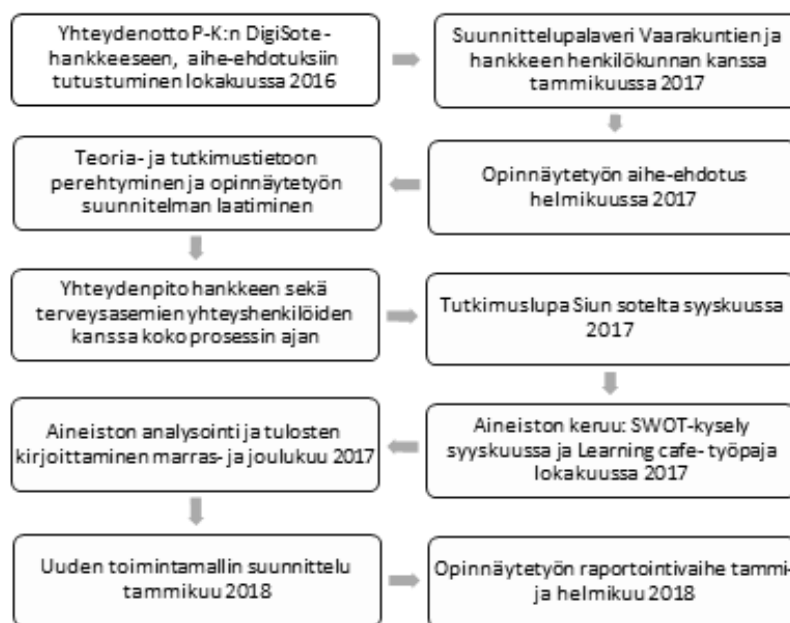 Yhteydenotto P-K:n DigiSote -
hankkeeseen, aihe-ehdotuksiin
tutustuminen lokakuussa 2016
Suunnittelupalaveri Vaarakuntien ja
hankkeen henkilökunnan kanssa
tammikuussa 2017
Opinnäytetyön aihe-ehdotus
helmikuussa 2017
Teoria- ja tutkimustietoon
perehtyminen ja opinnäytetyön
suunnitelman laatiminen
Yhteydenpito hankkeen sekä
terveysasemien yhteyshenkilöiden
kanssa koko prosessin ajan
Tutkimuslupa Siun sotelta syyskuussa
2017
Aineiston keruu: SWOT-kysely
syyskuussa ja Learning cafe- työpaja
lokakuussa 2017
Aineiston analysointi ja tulosten
kirjoittaminen marras- ja joulukuu 2017
Uuden toimintamallin suunnittelu
tammikuu 2018
Opinnäytetyön raportointivaihe tammi-
ja helmikuu 2018